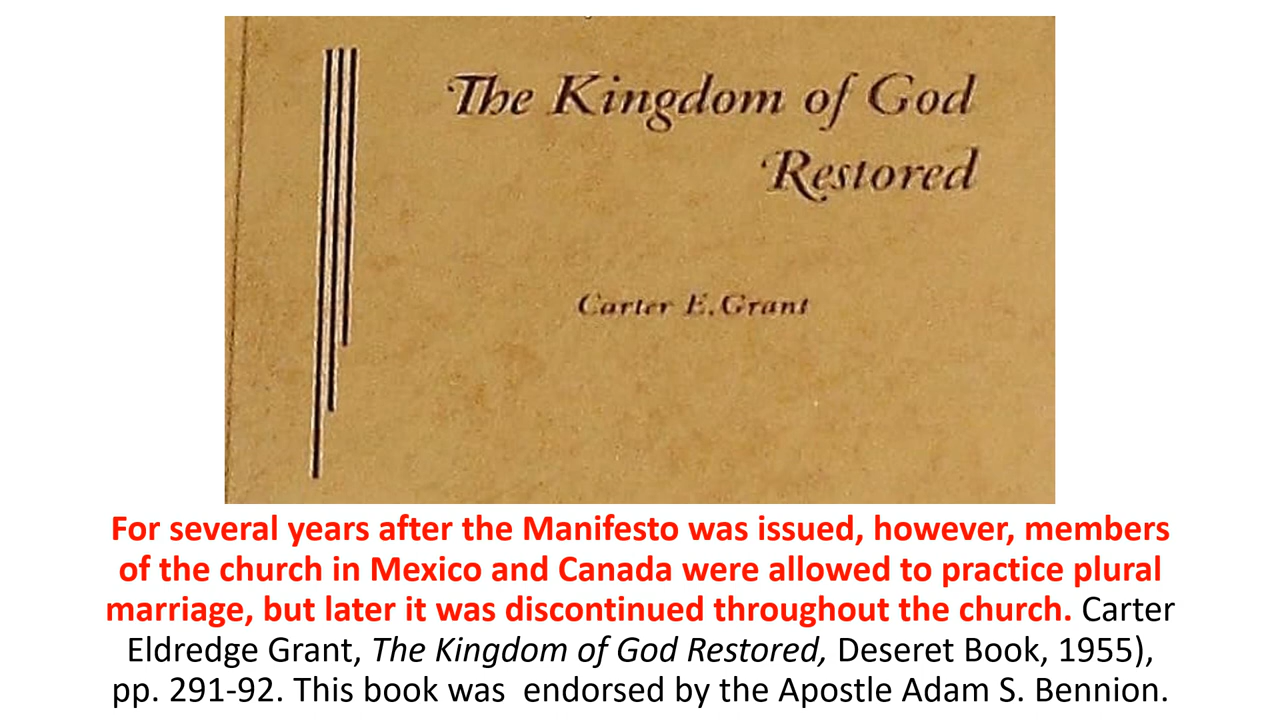 The Kingdom of God
Restored
Carter E. Grant
For several years after the Manifesto was issued, however, members
of the church in Mexico and Canada were allowed to practice plural
marriage, but later it was discontinued throughout the church. Carter
Eldredge Grant, The Kingdom of God Restored, Deseret Book, 1955),
pp. 291-92. This book was  endorsed by the Apostle Adam S. Bennion.